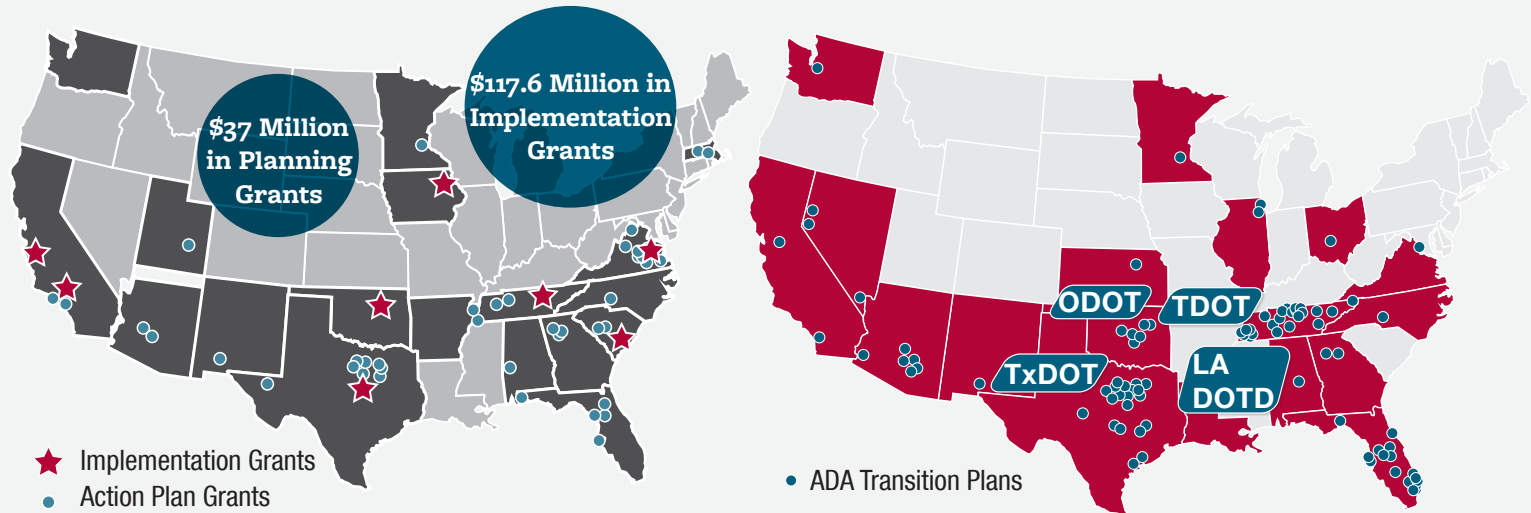 $37 Million
in Planning
Grants
$117.6 Million in
Implementation
Grants
Implementation Grants
Action Plan Grants
ODOT
TDOT
TxDOT
LA
DOTD
ADA Transition Plans